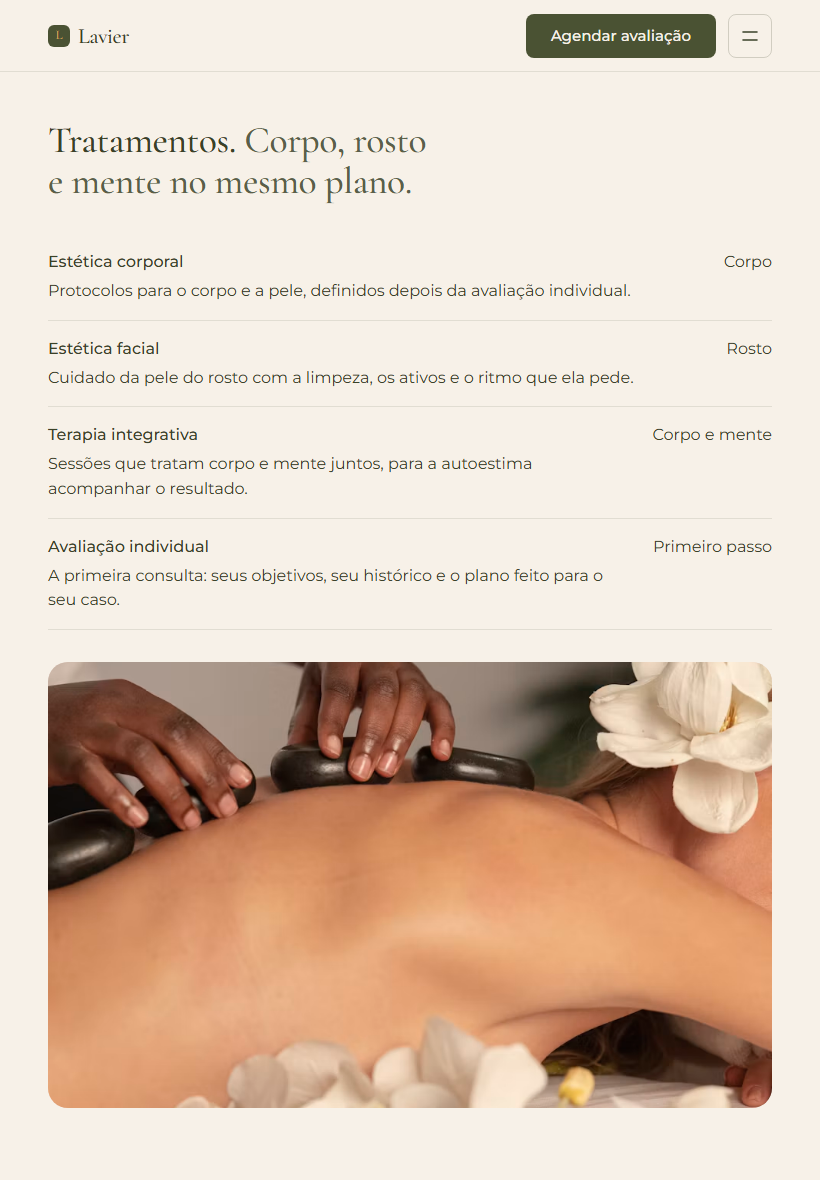 L Lavier
Agendar avaliação
Tratamentos. Corpo, rosto
e mente no mesmo plano.
Estética corporal
Corpo
Protocolos para o corpo e a pele, definidos depois da avaliação individual.
Estética facial
Rosto
Cuidado da pele do rosto com a limpeza, os ativos e o ritmo que ela pede.
Terapia integrativa
Corpo e mente
Sessões que tratam corpo e mente juntos, para a autoestima
acompanhar o resultado.
Avaliação individual
Primeiro passo
A primeira consulta: seus objetivos, seu histórico e o plano feito para o
seu caso.